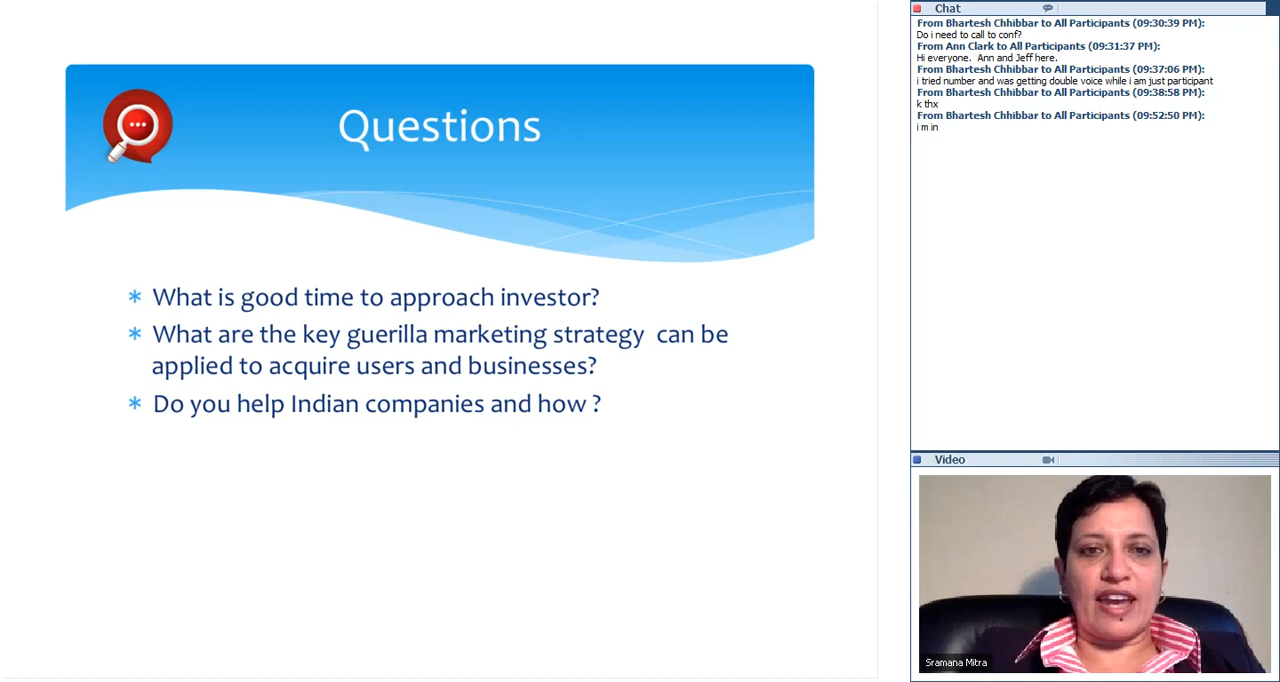 Questions
* What is good time to approach investor?
* What are the key guerilla marketing strategy  can be
applied to acquire users and businesses?
* Do you help Indian companies and how ?
Chat
From Bhartesh Chhibbar to All Participants (09:30:39 PM):
Do i need to call to conf?
From Ann Clark to All Participants (09:31:37 PM):
Hi everyone.  Ann and Jeff here.
From Bhartesh Chhibbar to All Participants (09:37:06 PM):
i tried number and was getting double voice while i am just participant
From Bhartesh Chhibbar to All Participants (09:38:58 PM):
k thx
From Bhartesh Chhibbar to All Participants (09:52:50 PM):
i m in
Video
Sramana Mitra